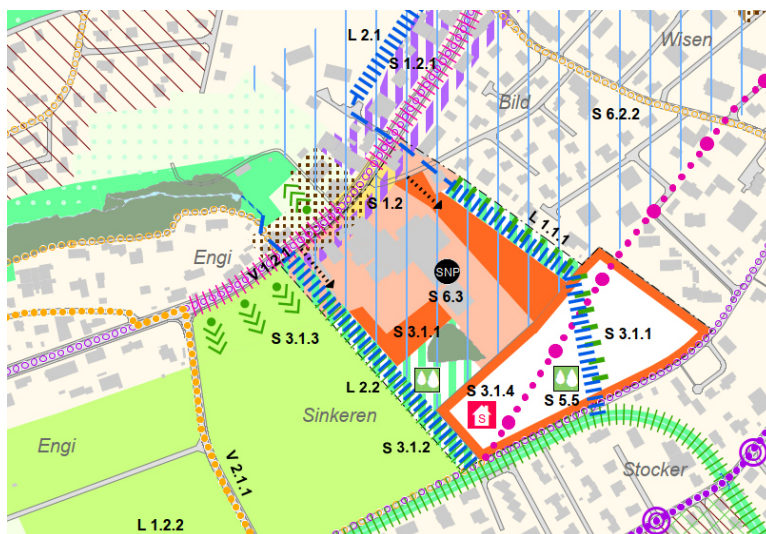 L 2.1
S 1.2.1
Wisen
Bild
S 6.2.2
S 1.2
L 1.1.1
Engi
V 1.2.1
SNP
S 6.3
S 3.1.3
S 3.1.1
S 3.1.1
L 2.2
S 3.1.4
S
S 5.5
Sinkeren
S 3.1.2
Engi
V 2.1.1
Stocker
L 1.2.2